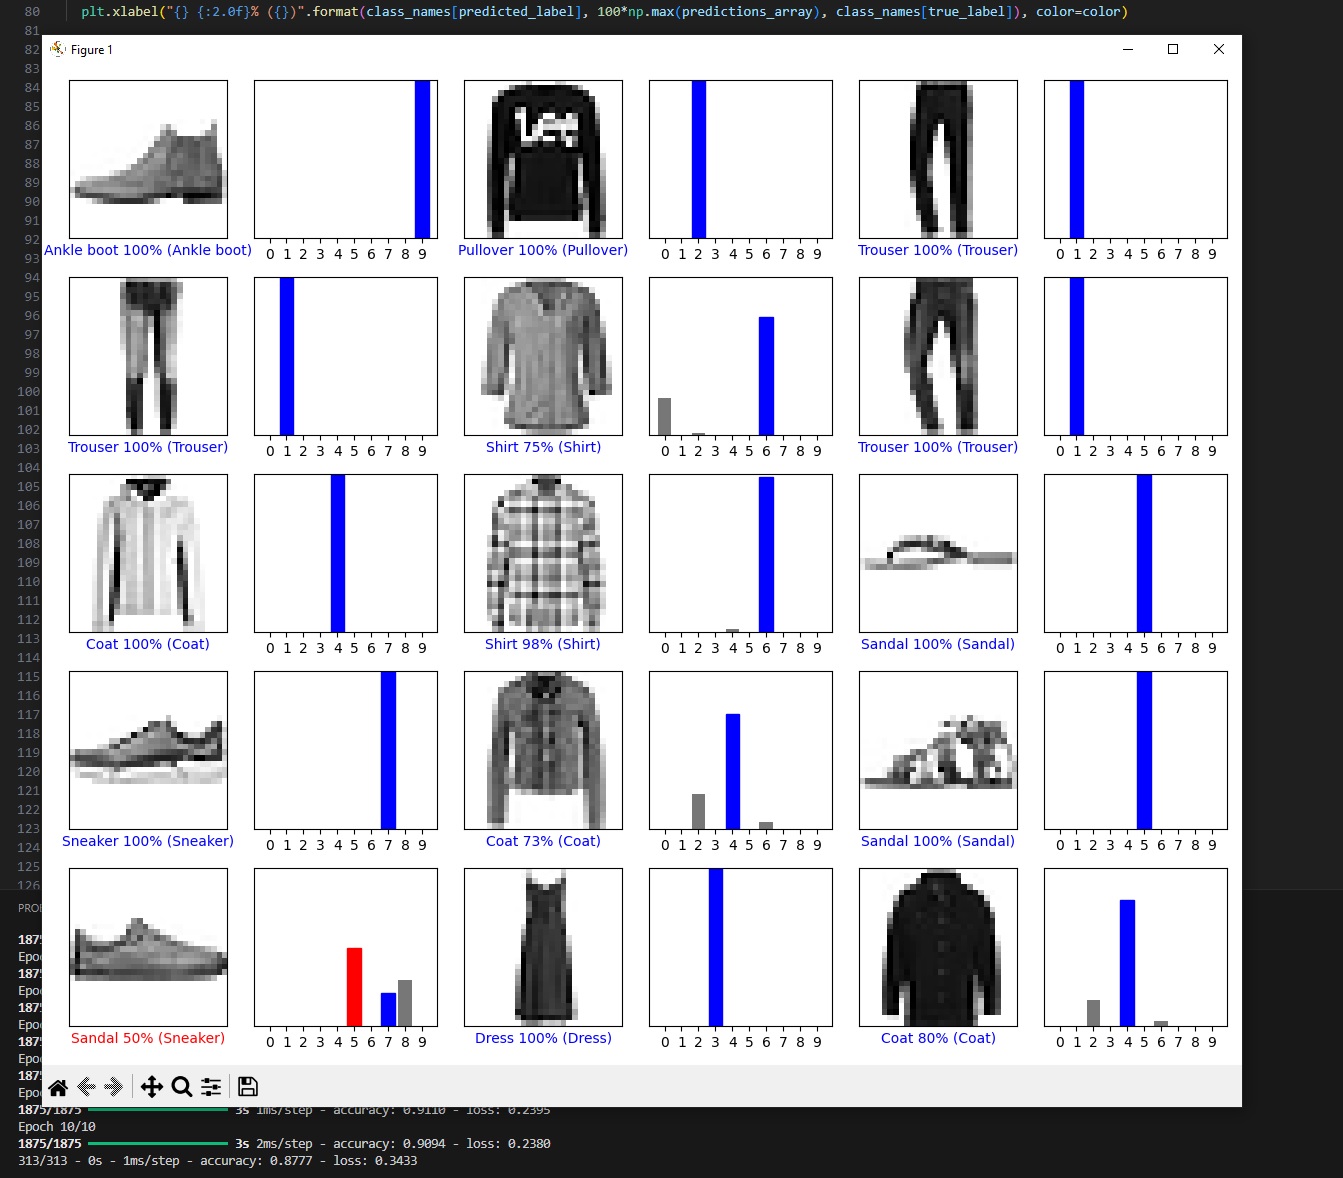 80 plt.xlabel("{} {:2.0f}% ({})".format(class_names[predicted_label], 100*np.max(predictions_array), class_names[true_label]), color=color)
81
82 Figure 1
83
84
85
86
87 Lee
88
89
90
91
92
Ankle boot 100% (Ankle boot) 0 1 2 3 4 5 6 7 8 9 Pullover 100% (Pullover) 0 1 2 3 4 5 6 7 8 9 Trouser 100% (Trouser) 0 1 2 3 4 5 6 7 8 9
93
94
95
96
97
98
99
100
101
102
103 Trouser 100% (Trouser) 0 1 2 3 4 5 6 7 8 9 Shirt 75% (Shirt) 0 1 2 3 4 5 6 7 8 9 Trouser 100% (Trouser) 0 1 2 3 4 5 6 7 8 9
104
105
106
107
108
109
110
111
112
113 Coat 100% (Coat) 0 1 2 3 4 5 6 7 8 9 Shirt 98% (Shirt) 0 1 2 3 4 5 6 7 8 9 Sandal 100% (Sandal) 0 1 2 3 4 5 6 7 8 9
114
115
116
117
118
119
120
121
122
123
124 Sneaker 100% (Sneaker) 0 1 2 3 4 5 6 7 8 9 Coat 73% (Coat) 0 1 2 3 4 5 6 7 8 9 Sandal 100% (Sandal) 0 1 2 3 4 5 6 7 8 9
125
126
PROI
187
Epoc
187
Epoc
187
Epoc
Sandal 50% (Sneaker) 0 1 2 3 4 5 6 7 8 9 Dress 100% (Dress) 0 1 2 3 4 5 6 7 8 9 Coat 80% (Coat) 0 1 2 3 4 5 6 7 8 9
187
Epoc
187
Epoc
1875/1875 3s 1ms/step - accuracy: 0.9110 - loss: 0.2395
Epoch 10/10
1875/1875 3s 2ms/step - accuracy: 0.9094 - loss: 0.2380
313/313 - 0s - 1ms/step - accuracy: 0.8777 - loss: 0.3433